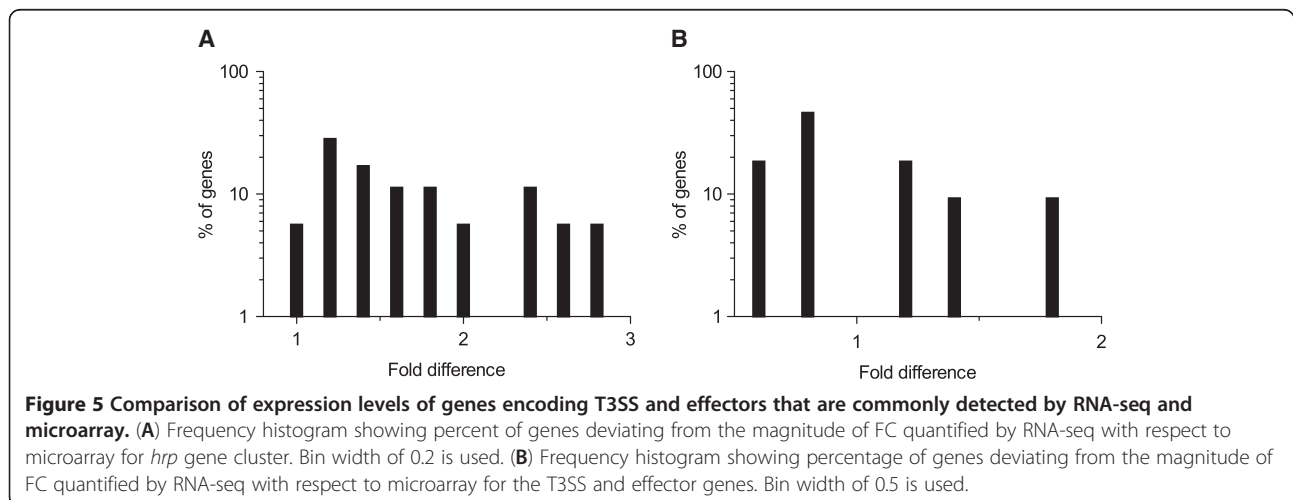 A
B
100
10
1
% of genes
1
2
3
Fold difference
100
10
1
% of genes
1
2
Fold difference
Figure 5 Comparison of expression levels of genes encoding T3SS and effectors that are commonly detected by RNA-seq and
microarray. (A) Frequency histogram showing percent of genes deviating from the magnitude of FC quantified by RNA-seq with respect to
microarray for hrp gene cluster. Bin width of 0.2 is used. (B) Frequency histogram showing percentage of genes deviating from the magnitude of
FC quantified by RNA-seq with respect to microarray for the T3SS and effector genes. Bin width of 0.5 is used.